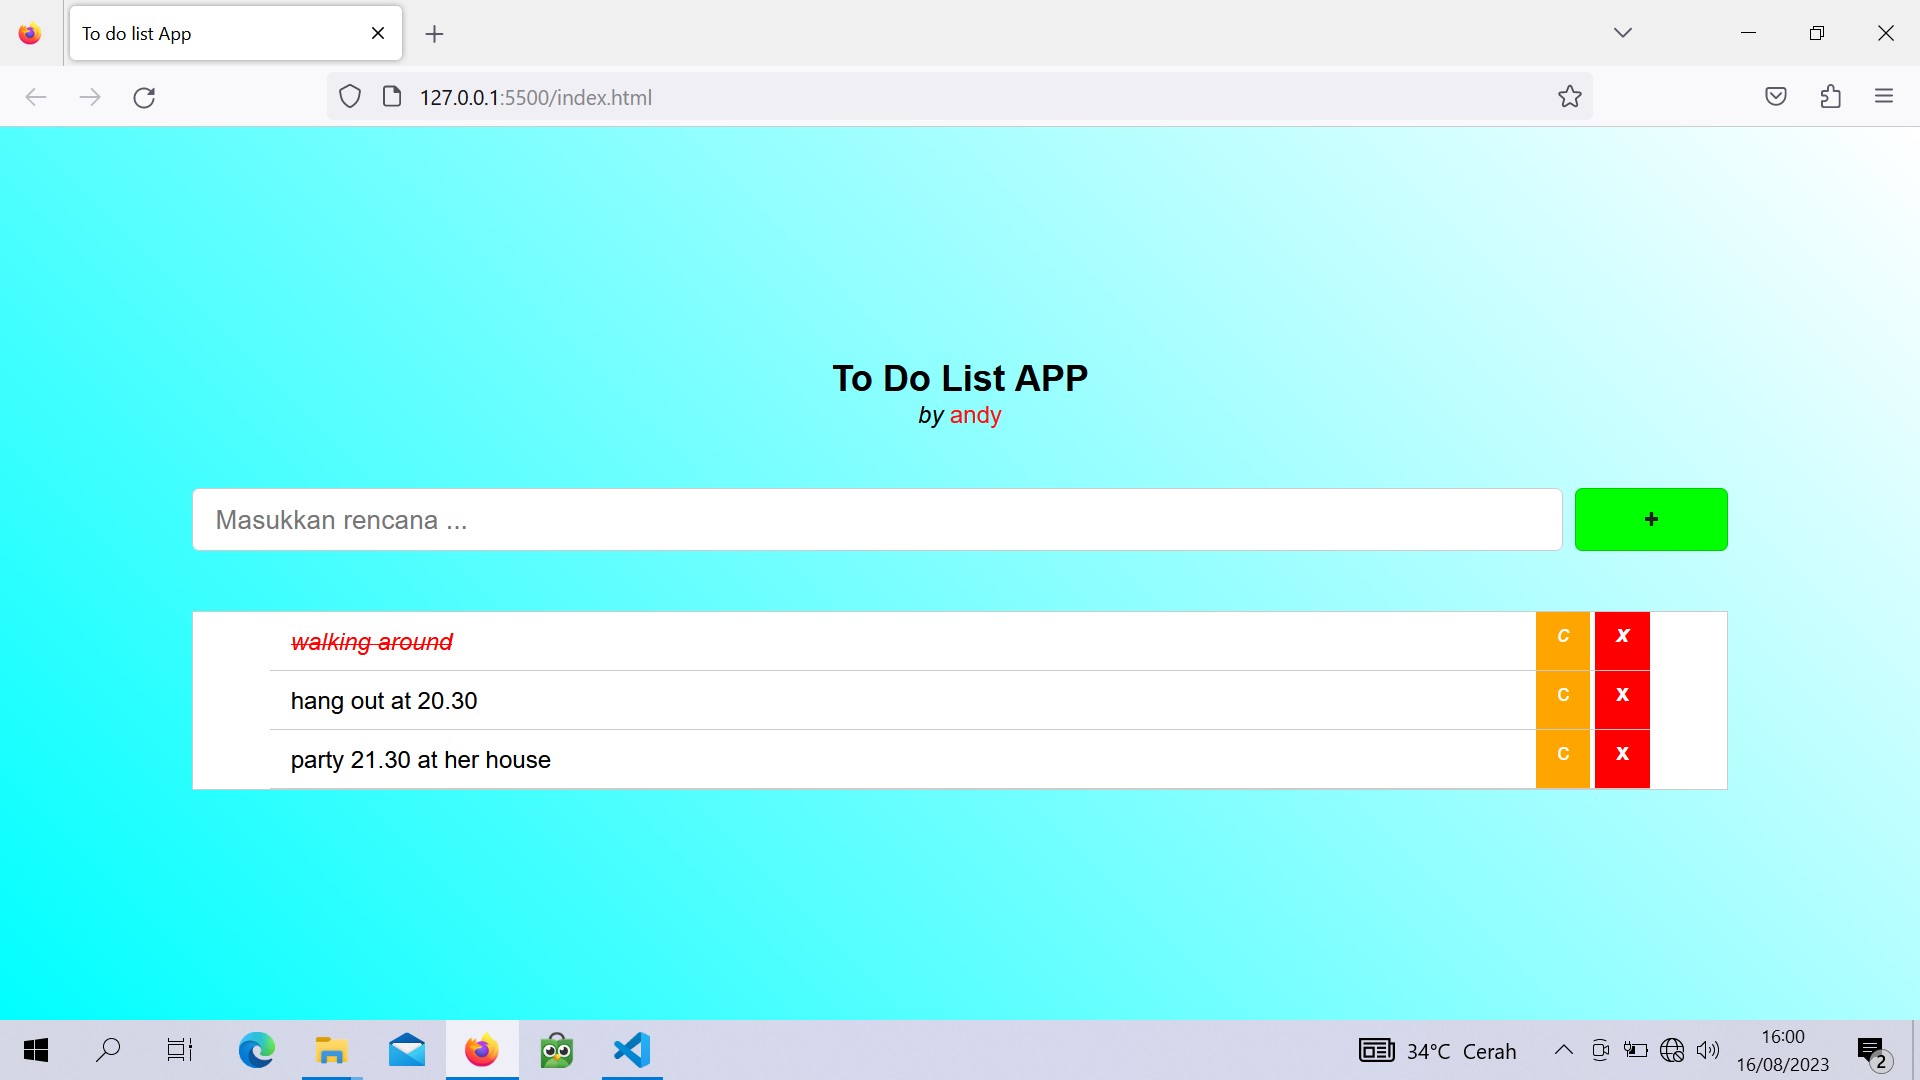 To do list App
127.0.0.1:5500/index.html
To Do List APP
by andy
Masukkan rencana ...
+
walking around c x
hang out at 20.30 c x
party 21.30 at her house c x
34°C Cerah
16:00
16/08/2023
2